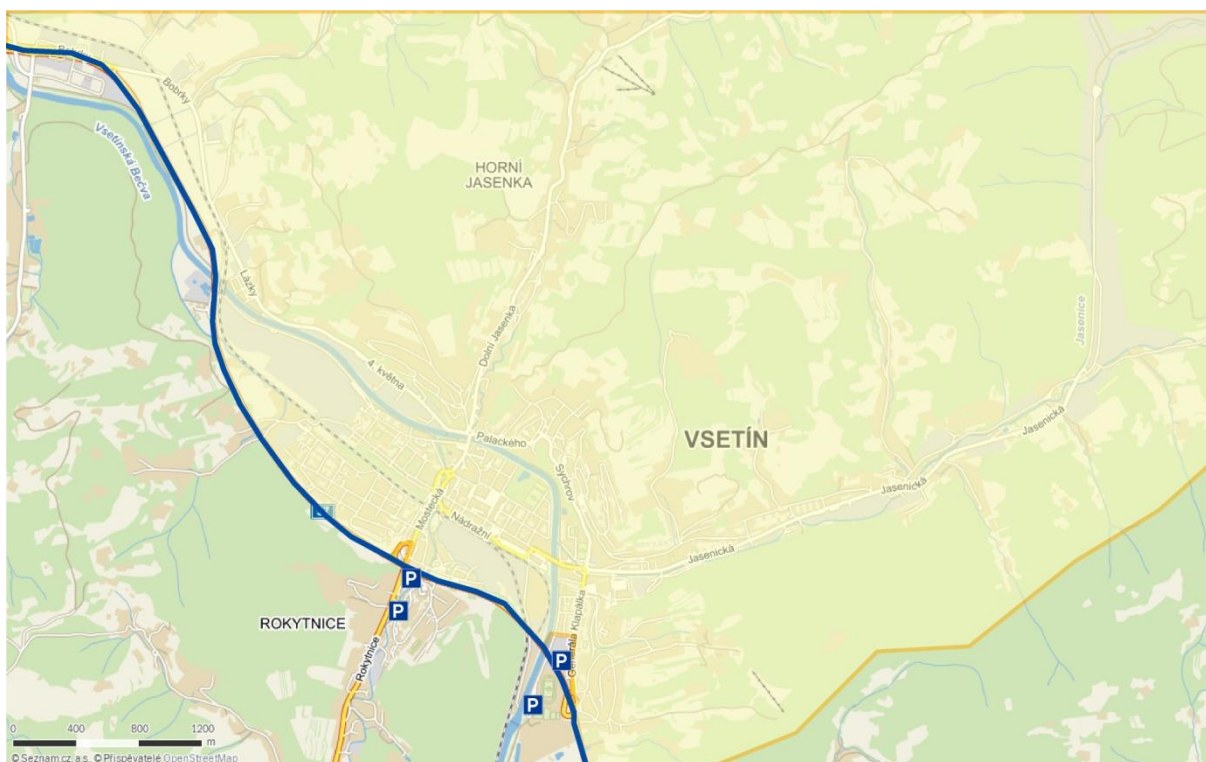 Bobrky
Vsetínská Bečva
HORNÍ
JASENKA
Lázky
Dolní Jasenka
Jasenice
4. května
Palackého
VSETÍN
Jasenická
Sychrov
Jasenická
Mostecká
Nádražní
Jasenická
P
P
ROKYTNICE
Generála Klapálka
Rokytnice
P
P
0 400 800 1200
m
© Seznam.cz, a.s., © Přispěvatelé OpenStreetMap